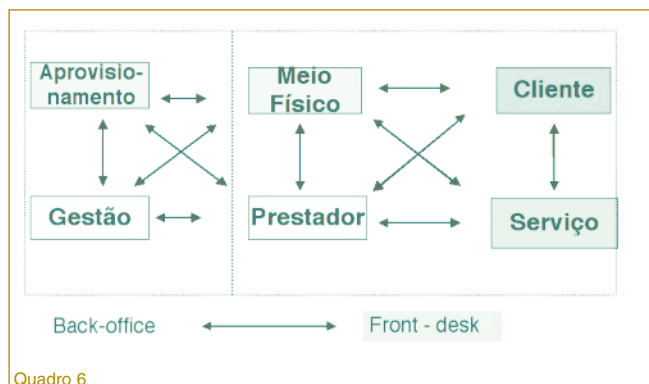 Aprovisio-
namento
Meio
Físico
Cliente
Gestão
Prestador
Serviço
Back-office
Front - desk
Quadro 6